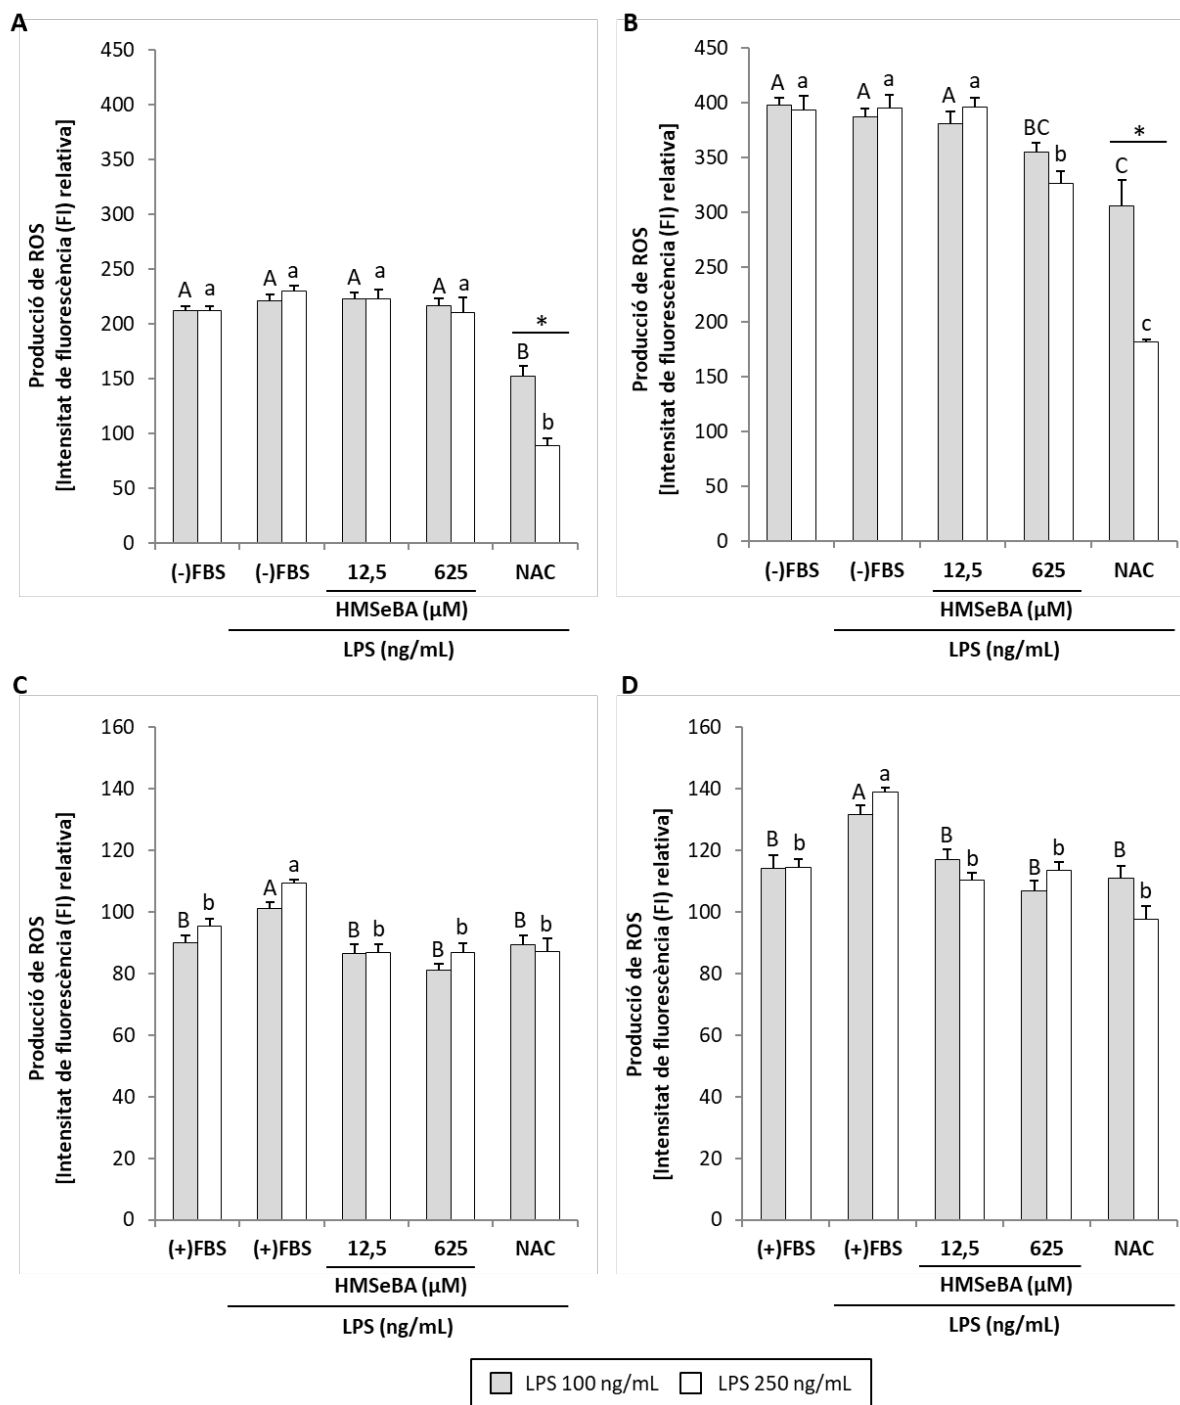 A
Producció de ROS
[Intensitat de fluorescència (FI) relativa]
450
400
350
300
250
200
150
100
50
0
A a
A a
A a
A a
*
B
b
(-)FBS (-)FBS 12,5 625 NAC
HMSeBA (µM)
LPS (ng/mL)
B
Producció de ROS
[Intensitat de fluorescència (FI) relativa]
450
400
350
300
250
200
150
100
50
0
A a
A a
A a
BC b
*
C
c
(-)FBS (-)FBS 12,5 625 NAC
HMSeBA (µM)
LPS (ng/mL)
C
Producció de ROS
[Intensitat de fluorescència (FI) relativa]
160
140
120
100
80
60
40
20
0
B b
A a
B b
B b
B b
(+)FBS (+)FBS 12,5 625 NAC
HMSeBA (µM)
LPS (ng/mL)
D
Producció de ROS
[Intensitat de fluorescència (FI) relativa]
160
140
120
100
80
60
40
20
0
B b
A a
B b
B b
B b
(+)FBS (+)FBS 12,5 625 NAC
HMSeBA (µM)
LPS (ng/mL)
LPS 100 ng/mL LPS 250 ng/mL